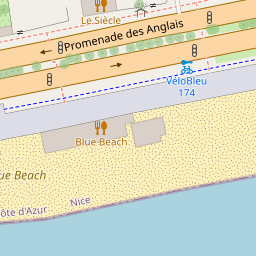 Le Siècle
Promenade des Anglais
VéloBleu
174
Blue Beach
ue Beach
Nice
ôte d'Azur